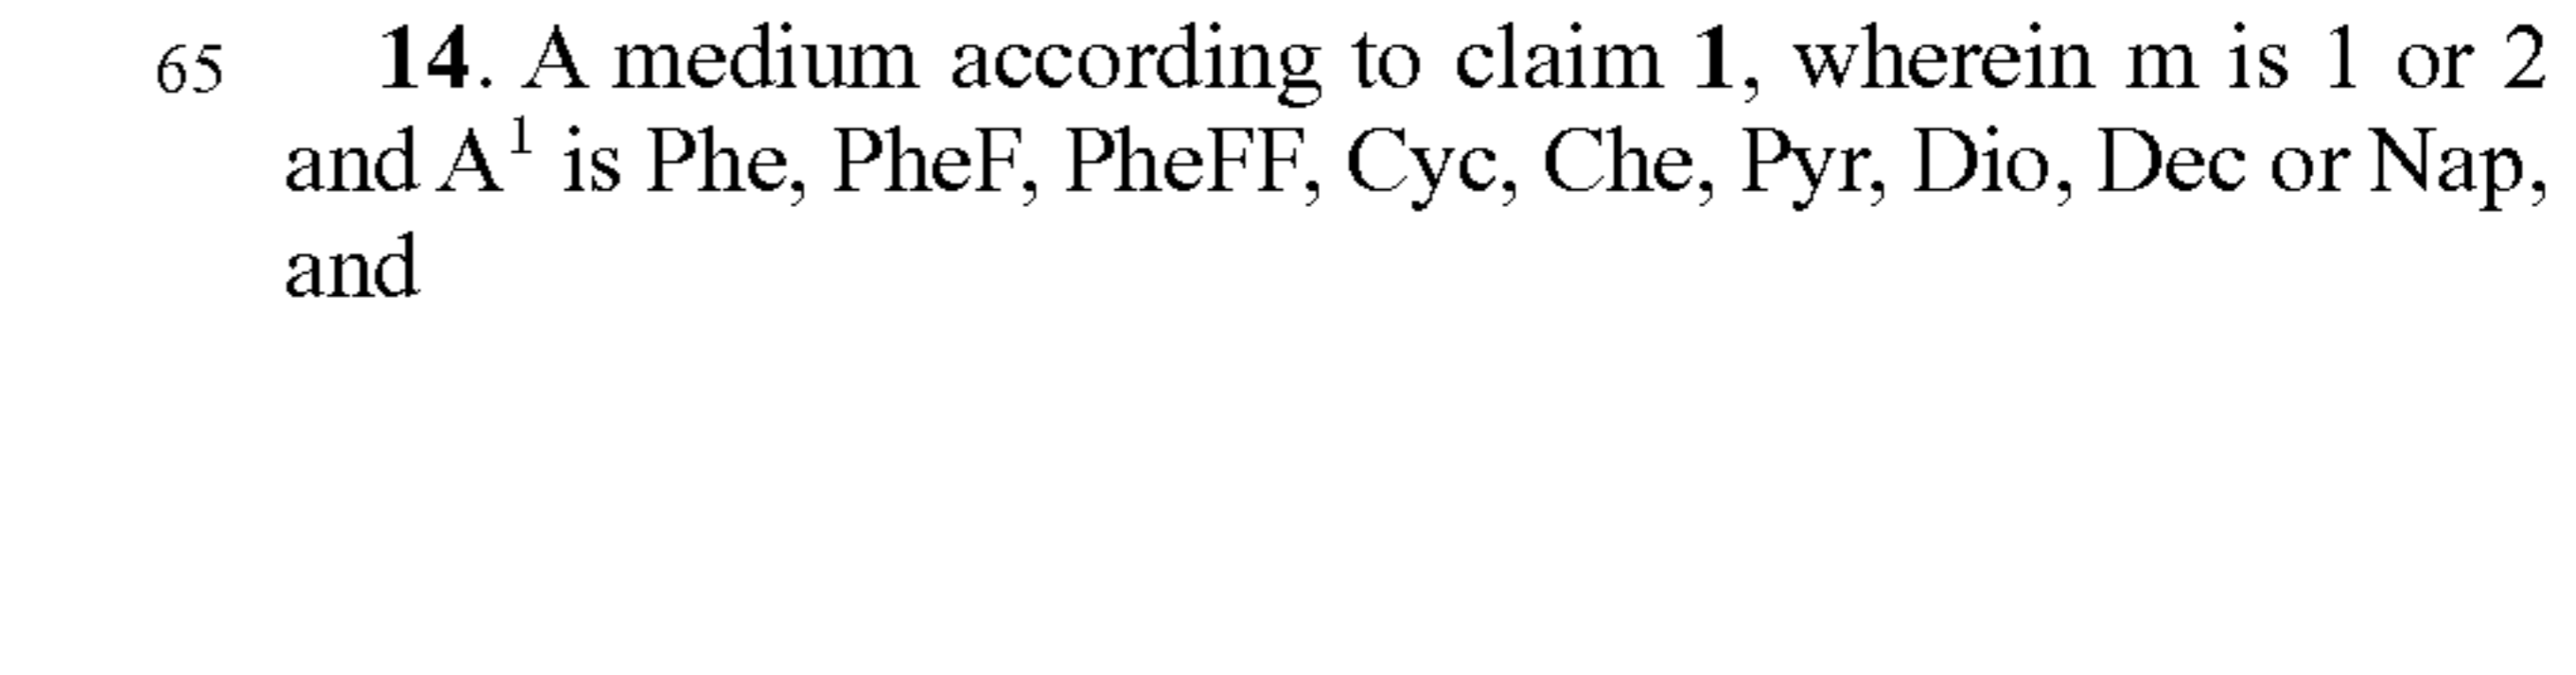 65 14. A medium according to claim 1, wherein m is 1 or 2
and A¹ is Phe, PheF, PheFF, Cyc, Che, Pyr, Dio, Dec or Nap,
and